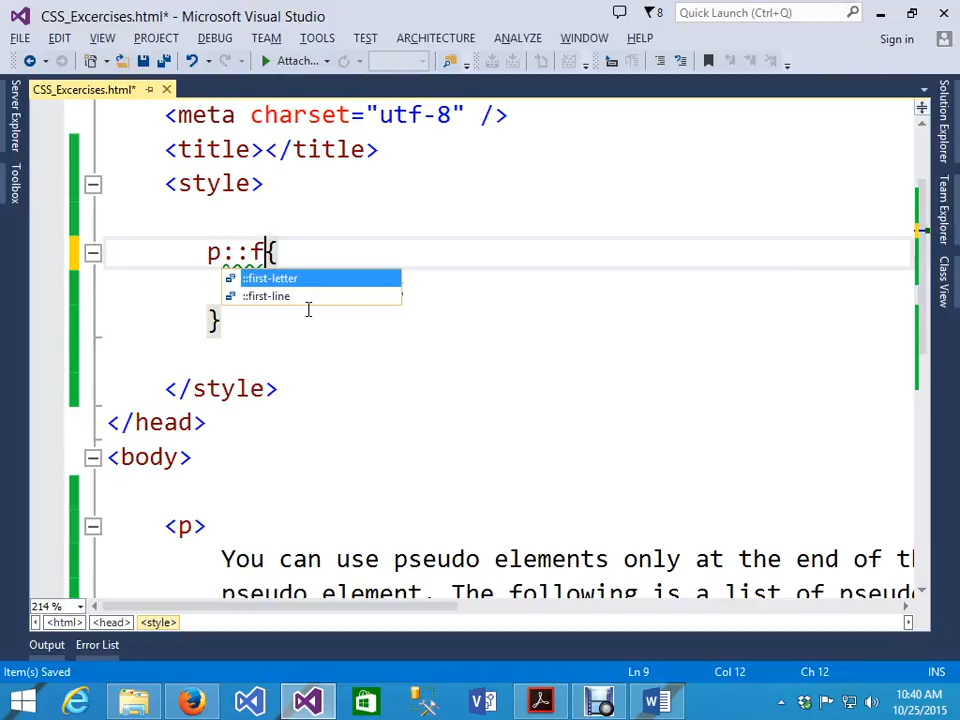 CSS_Excercises.html* - Microsoft Visual Studio
8
Quick Launch (Ctrl+Q)
FILE EDIT VIEW PROJECT DEBUG TEAM TOOLS TEST ARCHITECTURE ANALYZE WINDOW HELP
Sign in
Attach...
CSS_Excercises.html*
Server Explorer
Toolbox
Solution Explorer
Team Explorer
Class View
<meta charset="utf-8" />
<title></title>
<style>
p::f{
::first-letter
::first-line
}
</style>
</head>
<body>
<p>
You can use pseudo elements only at the end of th
pseudo element. The following is a list of pseudo
214 %
<html> <head> <style>
Output Error List
Item(s) Saved
Ln 9 Col 12 Ch 12 INS
10:40 AM
10/25/2015